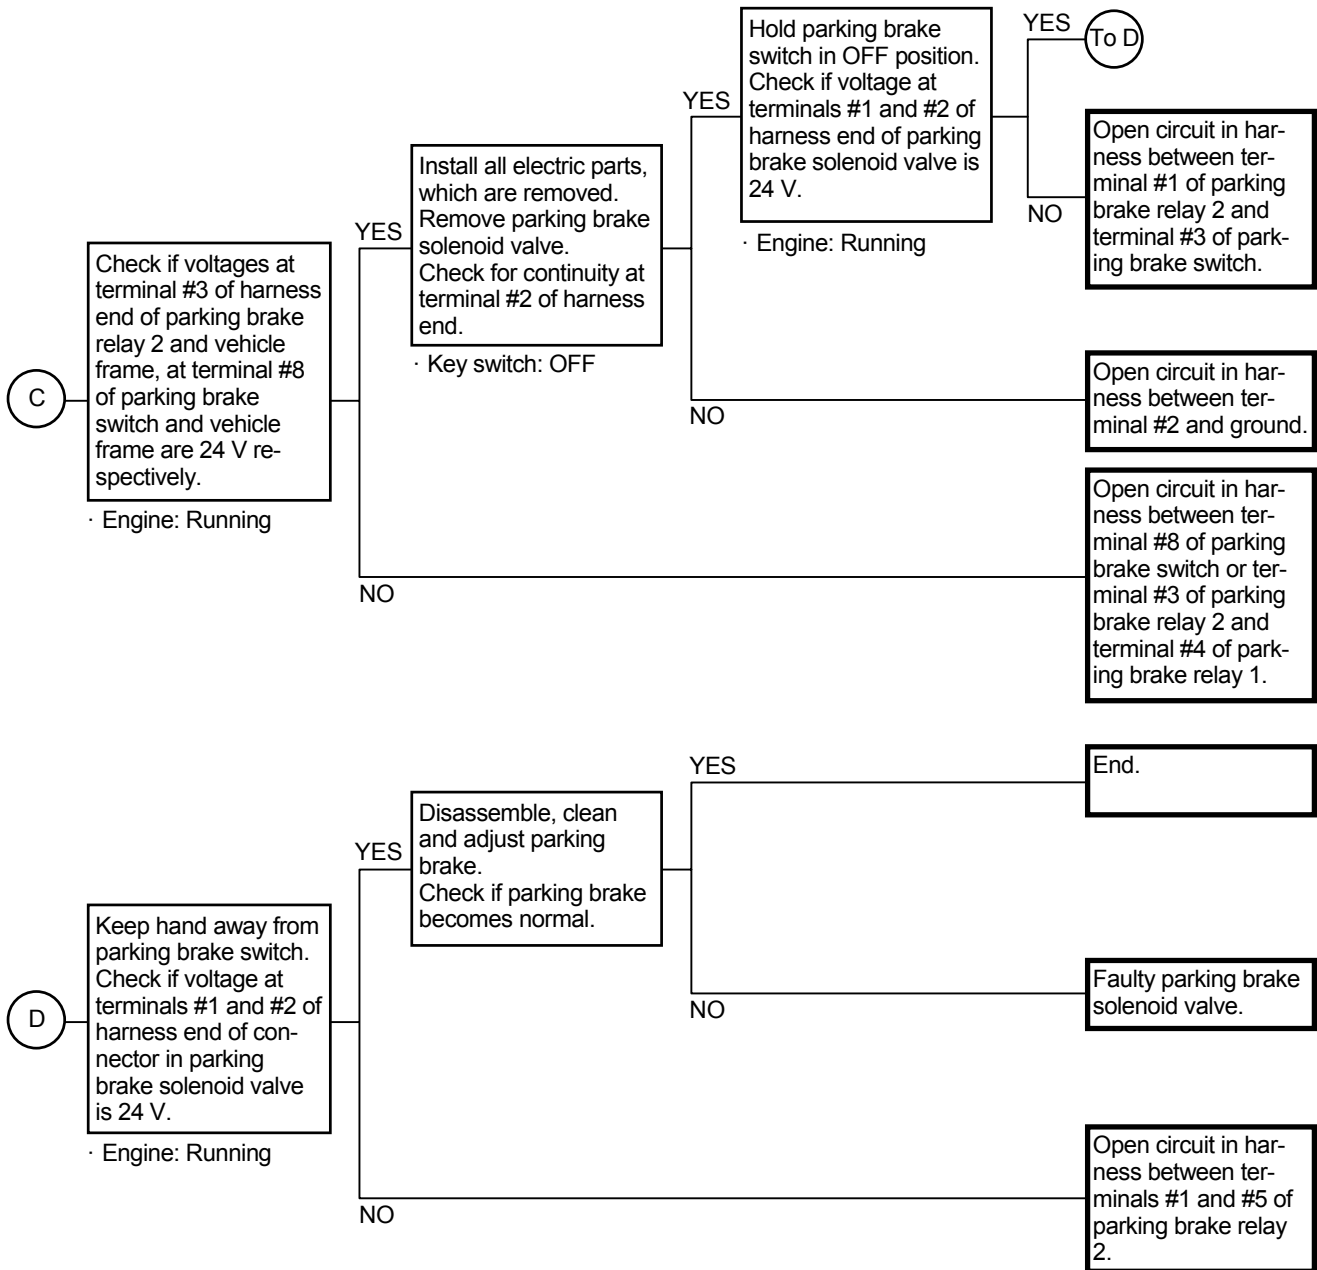 C
Check if voltages at
terminal #3 of harness
end of parking brake
relay 2 and vehicle
frame, at terminal #8
of parking brake
switch and vehicle
frame are 24 V re-
spectively.
· Engine: Running
YES
Install all electric parts,
which are removed.
Remove parking brake
solenoid valve.
Check for continuity at
terminal #2 of harness
end.
· Key switch: OFF
YES
Hold parking brake
switch in OFF position.
Check if voltage at
terminals #1 and #2 of
harness end of parking
brake solenoid valve is
24 V.
· Engine: Running
YES
To D
NO
Open circuit in har-
ness between ter-
minal #1 of parking
brake relay 2 and
terminal #3 of park-
ing brake switch.
NO
Open circuit in har-
ness between ter-
minal #2 and ground.
NO
Open circuit in har-
ness between ter-
minal #8 of parking
brake switch or ter-
minal #3 of parking
brake relay 2 and
terminal #4 of park-
ing brake relay 1.
D
Keep hand away from
parking brake switch.
Check if voltage at
terminals #1 and #2 of
harness end of con-
nector in parking
brake solenoid valve
is 24 V.
· Engine: Running
YES
Disassemble, clean
and adjust parking
brake.
Check if parking brake
becomes normal.
YES
End.
NO
Faulty parking brake
solenoid valve.
NO
Open circuit in har-
ness between ter-
minals #1 and #5 of
parking brake relay
2.